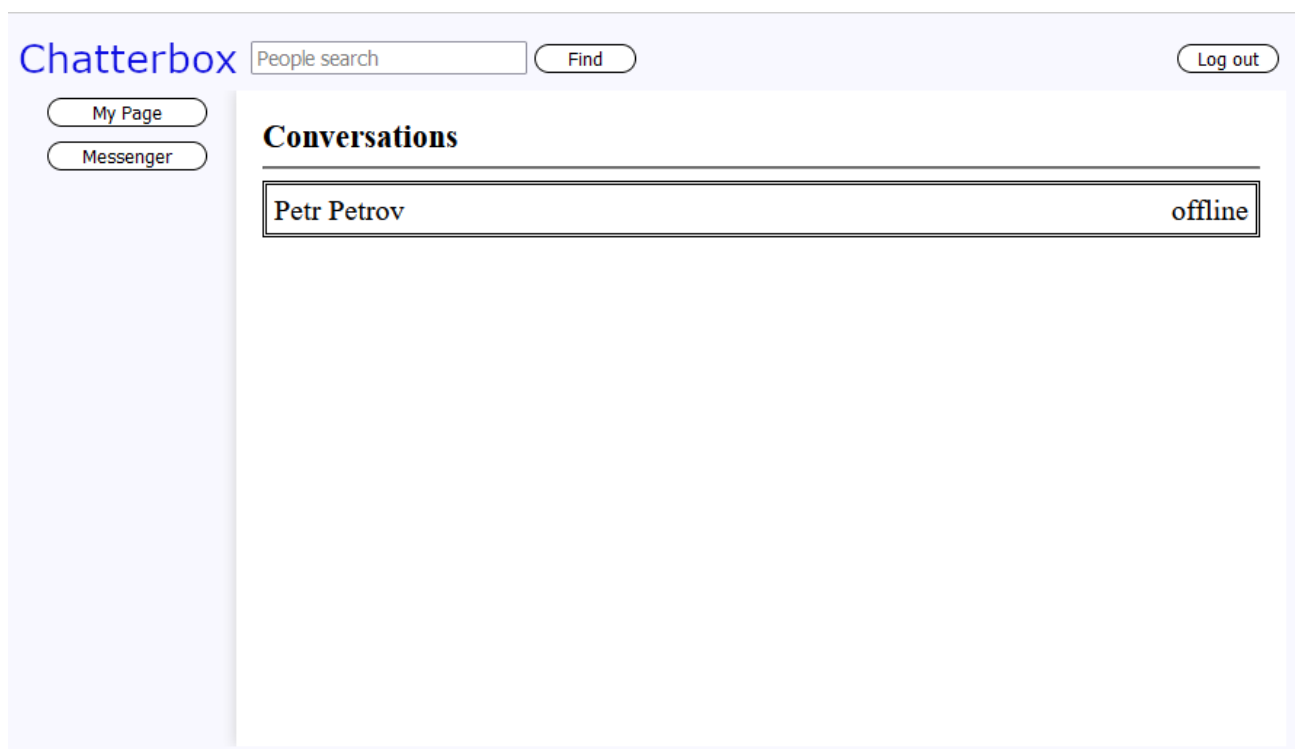 Chatterbox People search Find Log out
My Page
Messenger
Conversations
Petr Petrov offline